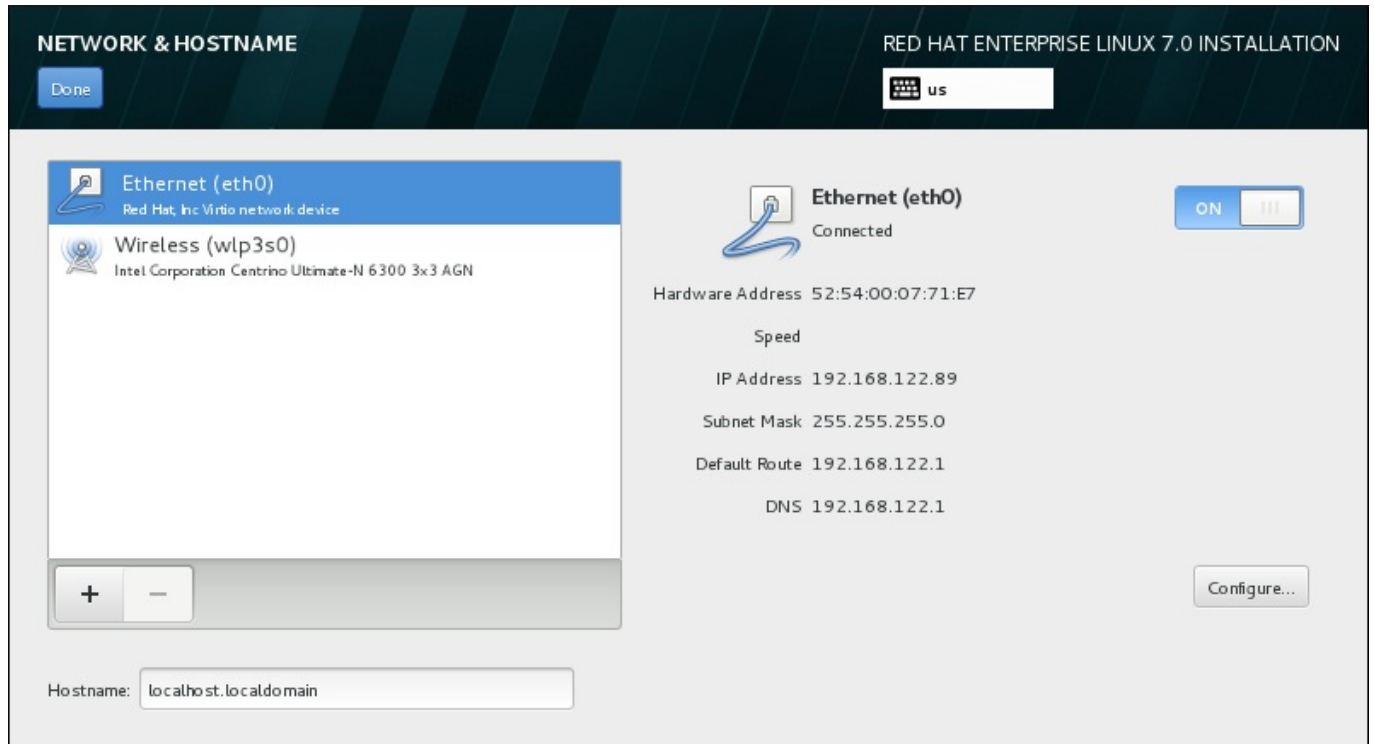 NETWORK & HOSTNAME
RED HAT ENTERPRISE LINUX 7.0 INSTALLATION
Done
us
Ethernet (eth0)
Red Hat, Inc Virtio network device
Wireless (wlp3s0)
Intel Corporation Centrino Ultimate-N 6300 3x3 AGN
Ethernet (eth0)
Connected
ON
Hardware Address 52:54:00:07:71:E7
Speed
IP Address 192.168.122.89
Subnet Mask 255.255.255.0
Default Route 192.168.122.1
DNS 192.168.122.1
+ −
Configure...
Hostname: localhost.localdomain